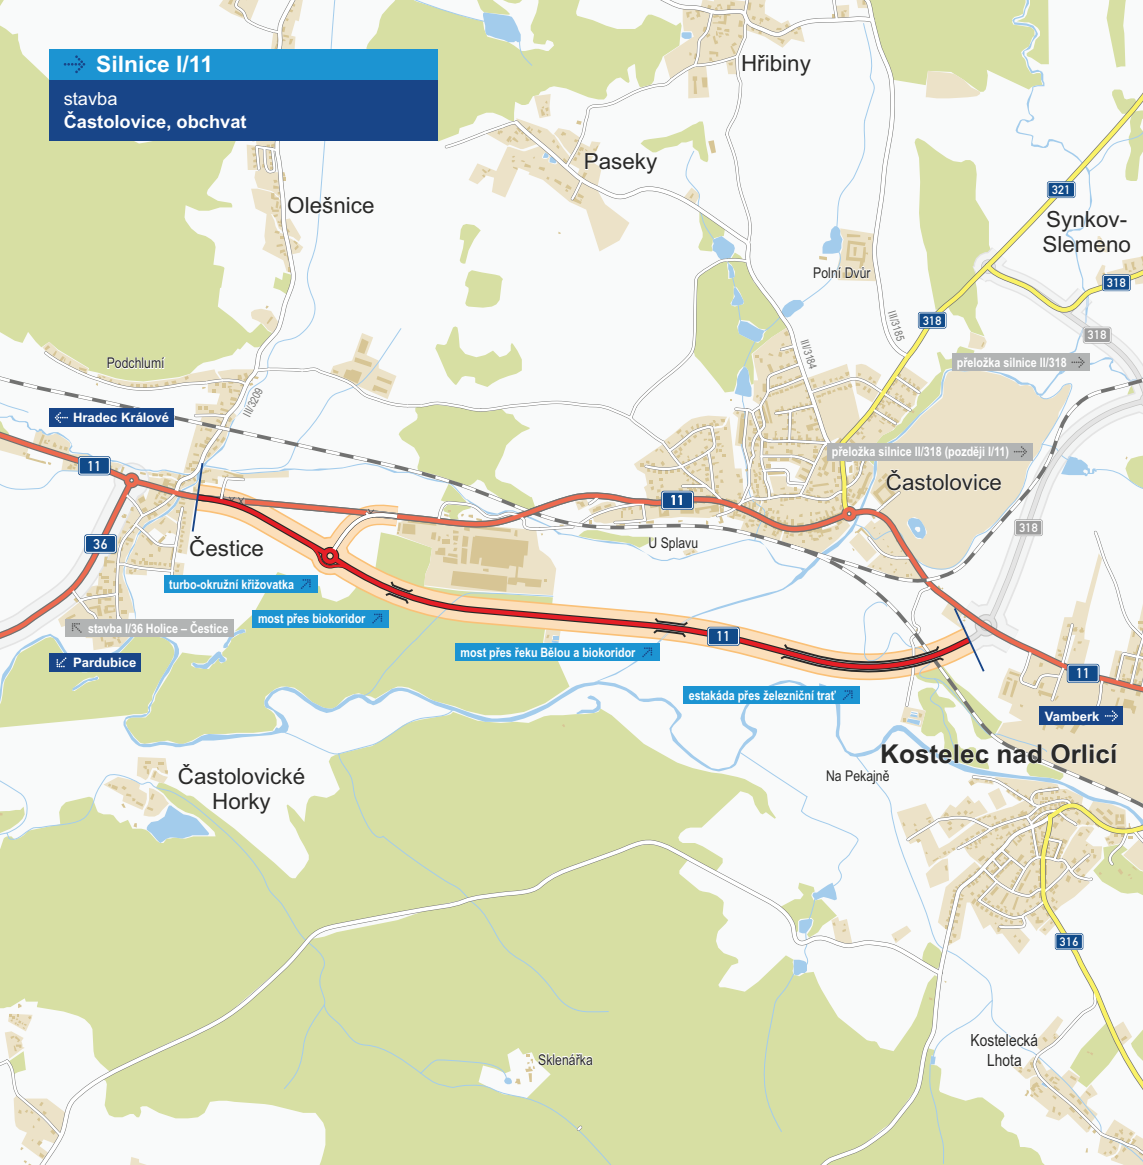 Silnice I/11
stavba
Častolovice, obchvat
Hřibiny
Paseky
Olešnice
321
Synkov-
Slemeno
Polní Dvůr
318
318
III/3185
318
III/3184
Podchlumí
přeložka silnice II/318
III/3209
Hradec Králové
11
přeložka silnice II/318 (později I/11)
Častolovice
11
318
36
Čestice
U Splavu
turbo-okružní křižovatka
most přes biokoridor
stavba I/36 Holice – Čestice
11
most přes řeku Bělou a biokoridor
Pardubice
11
estakáda přes železniční trať
Vamberk
Kostelec nad Orlicí
Častolovické
Horky
Na Pekajně
316
Kostelecká
Lhota
Sklenářka